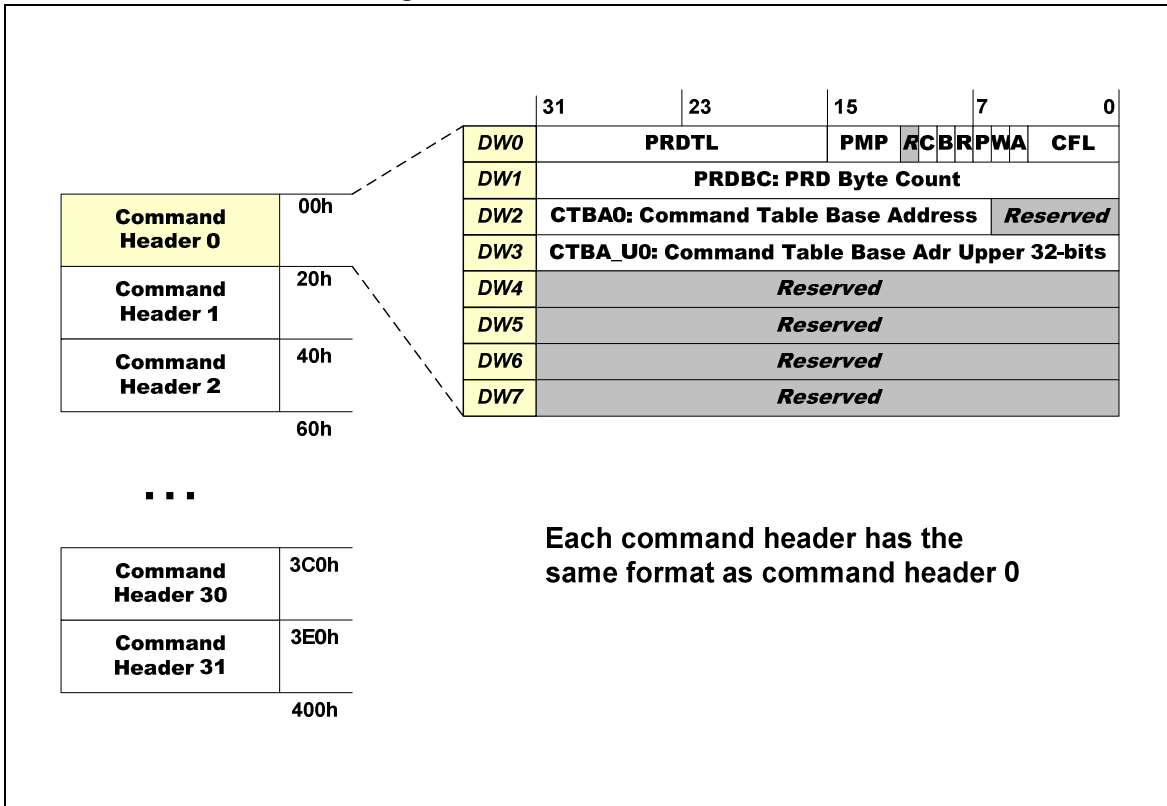 31 23 15 7 0
DW0 PRDTL PMP R C B R P W A CFL
DW1 PRDBC: PRD Byte Count
DW2 CTBA0: Command Table Base Address Reserved
DW3 CTBA_U0: Command Table Base Adr Upper 32-bits
DW4 Reserved
DW5 Reserved
DW6 Reserved
DW7 Reserved
Command
Header 0
00h
Command
Header 1
20h
Command
Header 2
40h
60h
...
Command
Header 30
3C0h
Command
Header 31
3E0h
400h
Each command header has the
same format as command header 0